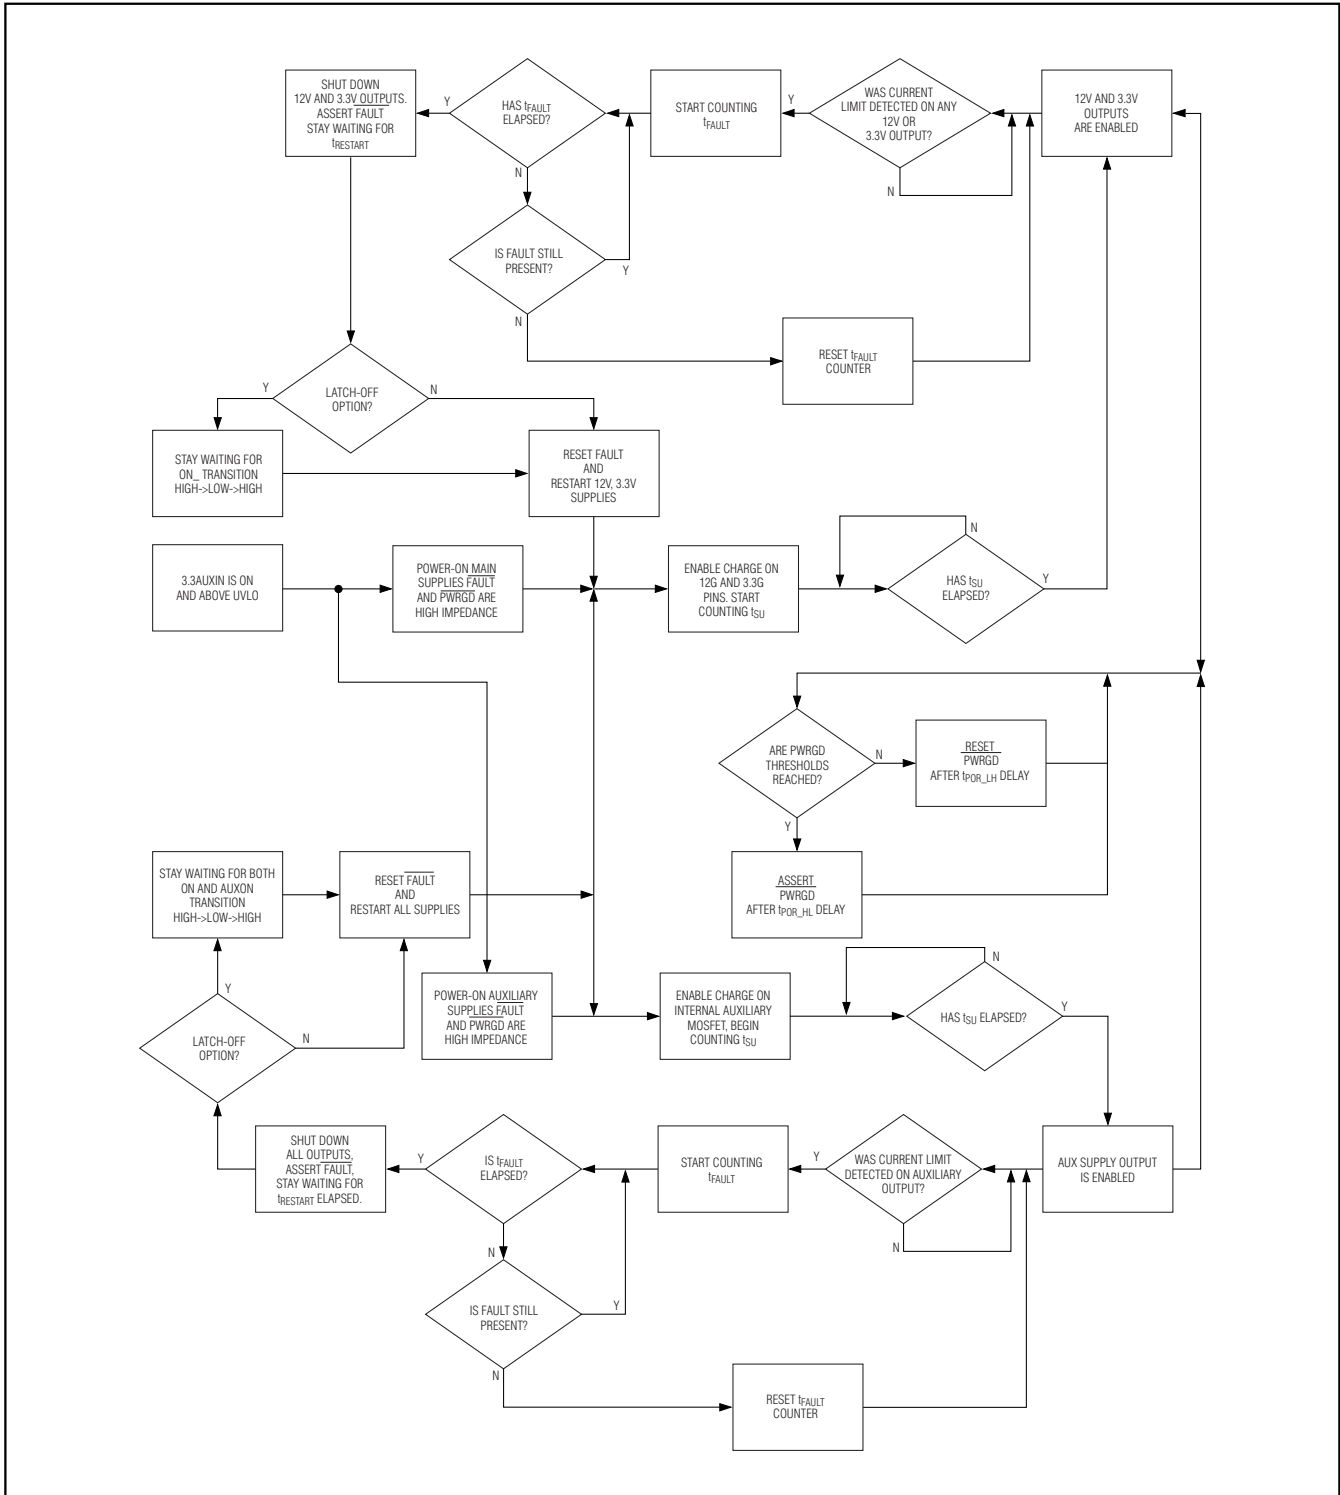 SHUT DOWN
12V AND 3.3V OUTPUTS.
ASSERT FAULT
STAY WAITING FOR
tRESTART
Y
HAS tFAULT
ELAPSED?
START COUNTING
tFAULT
Y
WAS CURRENT
LIMIT DETECTED ON ANY
12V OR
3.3V OUTPUT?
12V AND 3.3V
OUTPUTS
ARE ENABLED
N
N
IS FAULT STILL
PRESENT?
Y
N
RESET tFAULT
COUNTER
Y
LATCH-OFF
OPTION?
N
STAY WAITING FOR
ON_ TRANSITION
HIGH->LOW->HIGH
RESET FAULT
AND
RESTART 12V, 3.3V
SUPPLIES
3.3AUXIN IS ON
AND ABOVE UVLO
POWER-ON MAIN
SUPPLIES FAULT
AND PWRGD ARE
HIGH IMPEDANCE
ENABLE CHARGE ON
12G AND 3.3G
PINS. START
COUNTING tSU
N
HAS tSU
ELAPSED?
Y
ARE PWRGD
THRESHOLDS
REACHED?
N
RESET
PWRGD
AFTER tPOR_LH DELAY
Y
ASSERT
PWRGD
AFTER tPOR_HL DELAY
STAY WAITING FOR BOTH
ON AND AUXON
TRANSITION
HIGH->LOW->HIGH
RESET FAULT
AND
RESTART ALL SUPPLIES
Y
LATCH-OFF
OPTION?
N
POWER-ON AUXILIARY
SUPPLIES FAULT
AND PWRGD ARE
HIGH IMPEDANCE
ENABLE CHARGE ON
INTERNAL AUXILIARY
MOSFET, BEGIN
COUNTING tSU
N
HAS tSU ELAPSED?
Y
SHUT DOWN
ALL OUTPUTS,
ASSERT FAULT,
STAY WAITING FOR
tRESTART ELAPSED.
Y
IS tFAULT
ELAPSED?
START COUNTING
tFAULT
Y
WAS CURRENT LIMIT
DETECTED ON AUXILIARY
OUTPUT?
AUX SUPPLY OUTPUT
IS ENABLED
N
N
IS FAULT STILL
PRESENT?
Y
N
RESET tFAULT
COUNTER